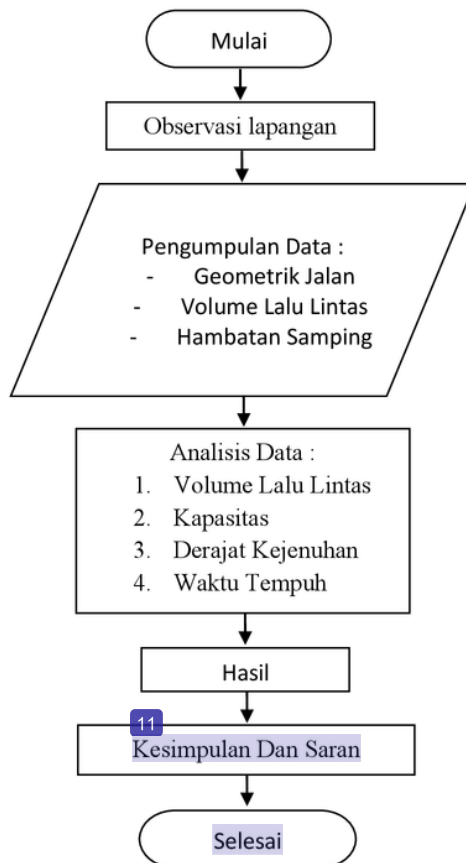 Mulai
Observasi lapangan
Pengumpulan Data :
- Geometrik Jalan
- Volume Lalu Lintas
- Hambatan Samping
Analisis Data :
1. Volume Lalu Lintas
2. Kapasitas
3. Derajat Kejenuhan
4. Waktu Tempuh
Hasil
11
Kesimpulan Dan Saran
Selesai